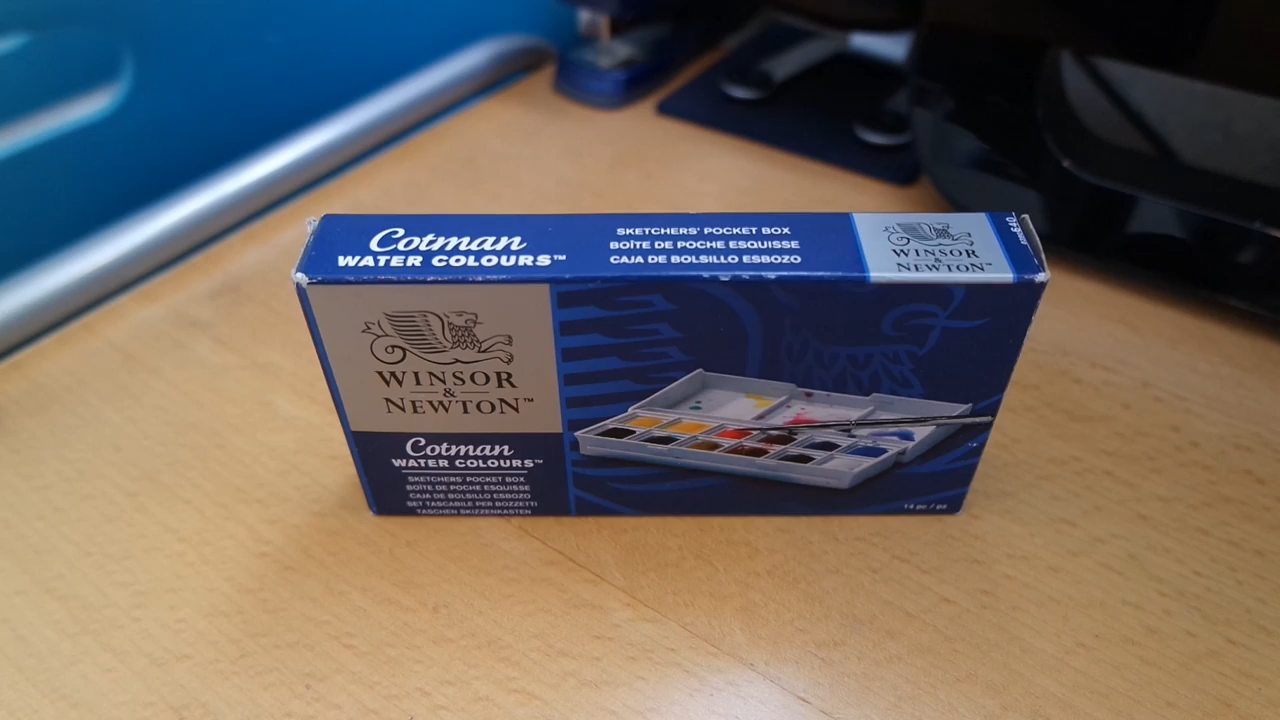 Cotman
WATER COLOURS™
SKETCHERS' POCKET BOX
BOÎTE DE POCHE ESQUISSE
CAJA DE BOLSILLO ESBOZO
WINSOR
&
NEWTON™
WINSOR
&
NEWTON™
Cotman
WATER COLOURS™
SKETCHERS' POCKET BOX
BOÎTE DE POCHE ESQUISSE
CAJA DE BOLSILLO ESBOZO
SET TASCABILE PER BOZZETTI
TASCHEN SKIZZENKASTEN
14 pc / pz